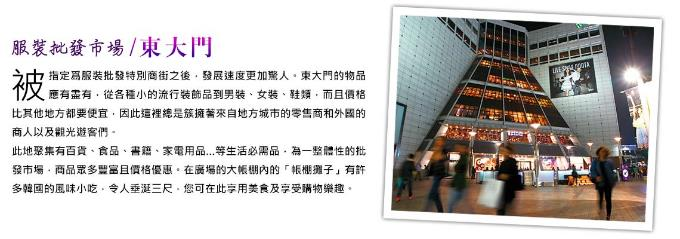 服裝批發市場/東大門
被指定爲服裝批發特別商街之後，發展速度更加驚人。東大門的物品
應有盡有，從各種小的流行裝飾品到男裝、女裝、鞋類，而且價格
比其他地方都要便宜，因此這裡總是簇擁著來自地方城市的零售商和外國的
商人以及觀光遊客們。
此地聚集有百貨、食品、書籍、家電用品...等生活必需品，為一整體性的批
發市場，商品眾多豐富且價格優惠。在廣場的大帳棚內的「帳棚攤子」有許
多韓國的風味小吃，令人垂涎三尺，您可在此享用美食及享受購物樂趣。